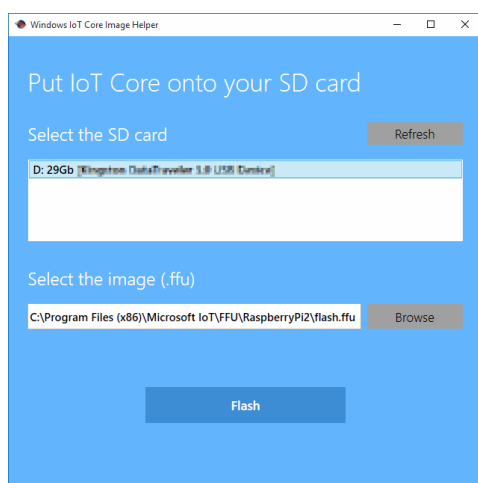 Windows IoT Core Image Helper
Put IoT Core onto your SD card
Select the SD card
Refresh
D: 29Gb
Select the image (.ffu)
C:\Program Files (x86)\Microsoft IoT\FFU\RaspberryPi2\flash.ffu
Browse
Flash